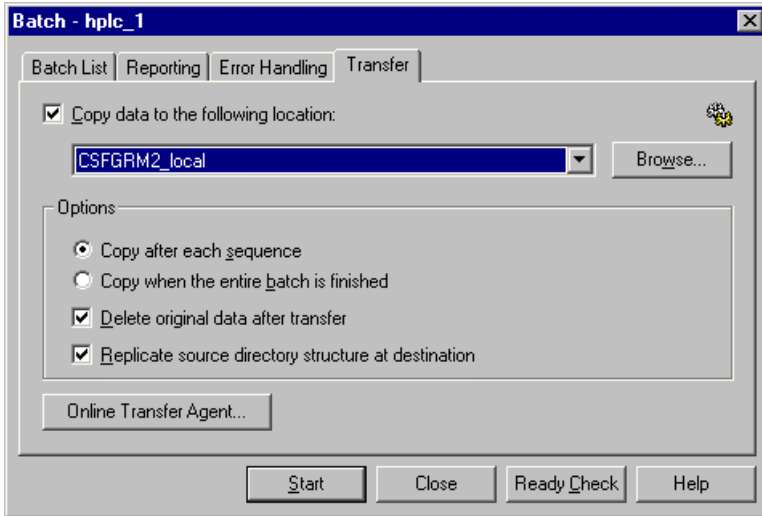 Batch - hplc_1
Batch List Reporting Error Handling Transfer
Copy data to the following location:
CSFGRM2_local Browse...
Options
Copy after each sequence
Copy when the entire batch is finished
Delete original data after transfer
Replicate source directory structure at destination
Online Transfer Agent...
Start Close Ready Check Help